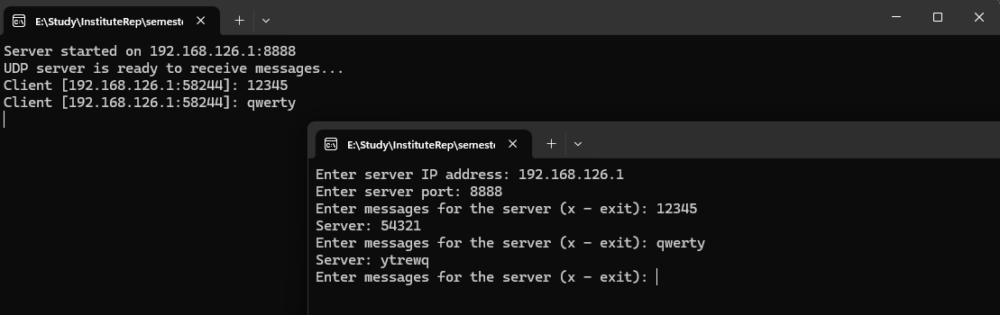 E:\Study\InstituteRep\semeste
Server started on 192.168.126.1:8888
UDP server is ready to receive messages...
Client [192.168.126.1:58244]: 12345
Client [192.168.126.1:58244]: qwerty
E:\Study\InstituteRep\semeste
Enter server IP address: 192.168.126.1
Enter server port: 8888
Enter messages for the server (x - exit): 12345
Server: 54321
Enter messages for the server (x - exit): qwerty
Server: ytrewq
Enter messages for the server (x - exit):